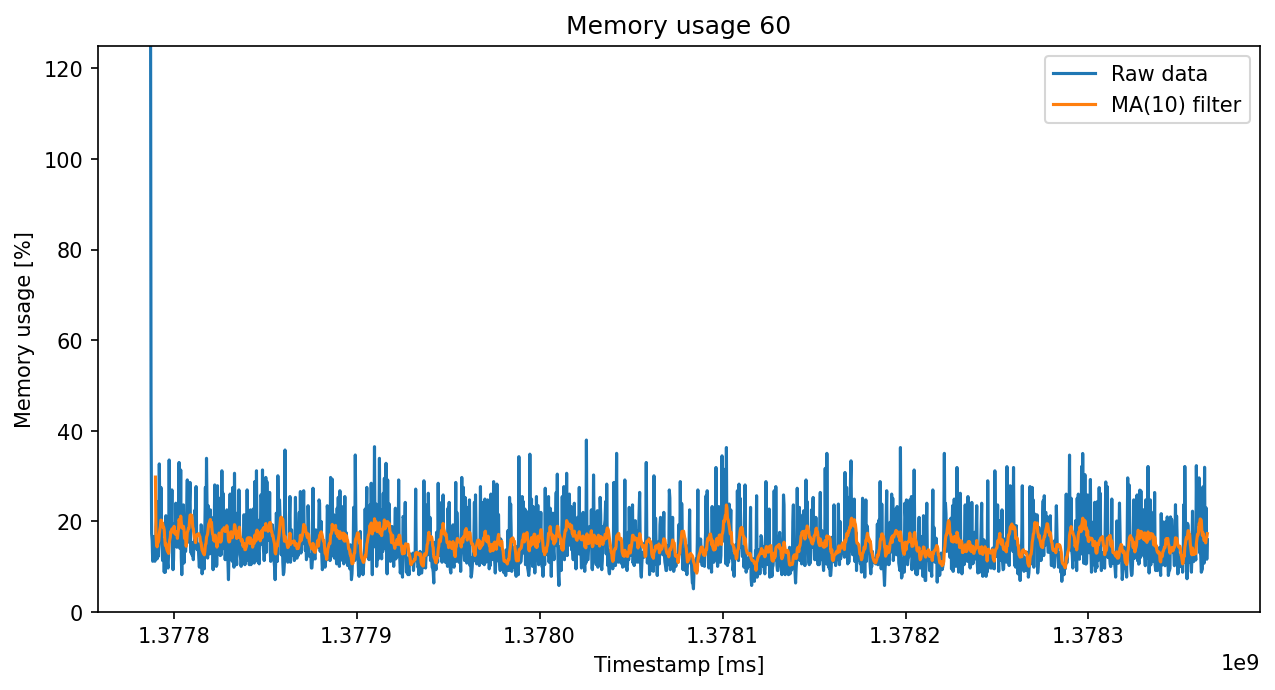 Memory usage 60
Raw data
MA(10) filter
Memory usage [%]
120
100
80
60
40
20
0
1.3778
1.3779
1.3780
1.3781
1.3782
1.3783
1e9
Timestamp [ms]